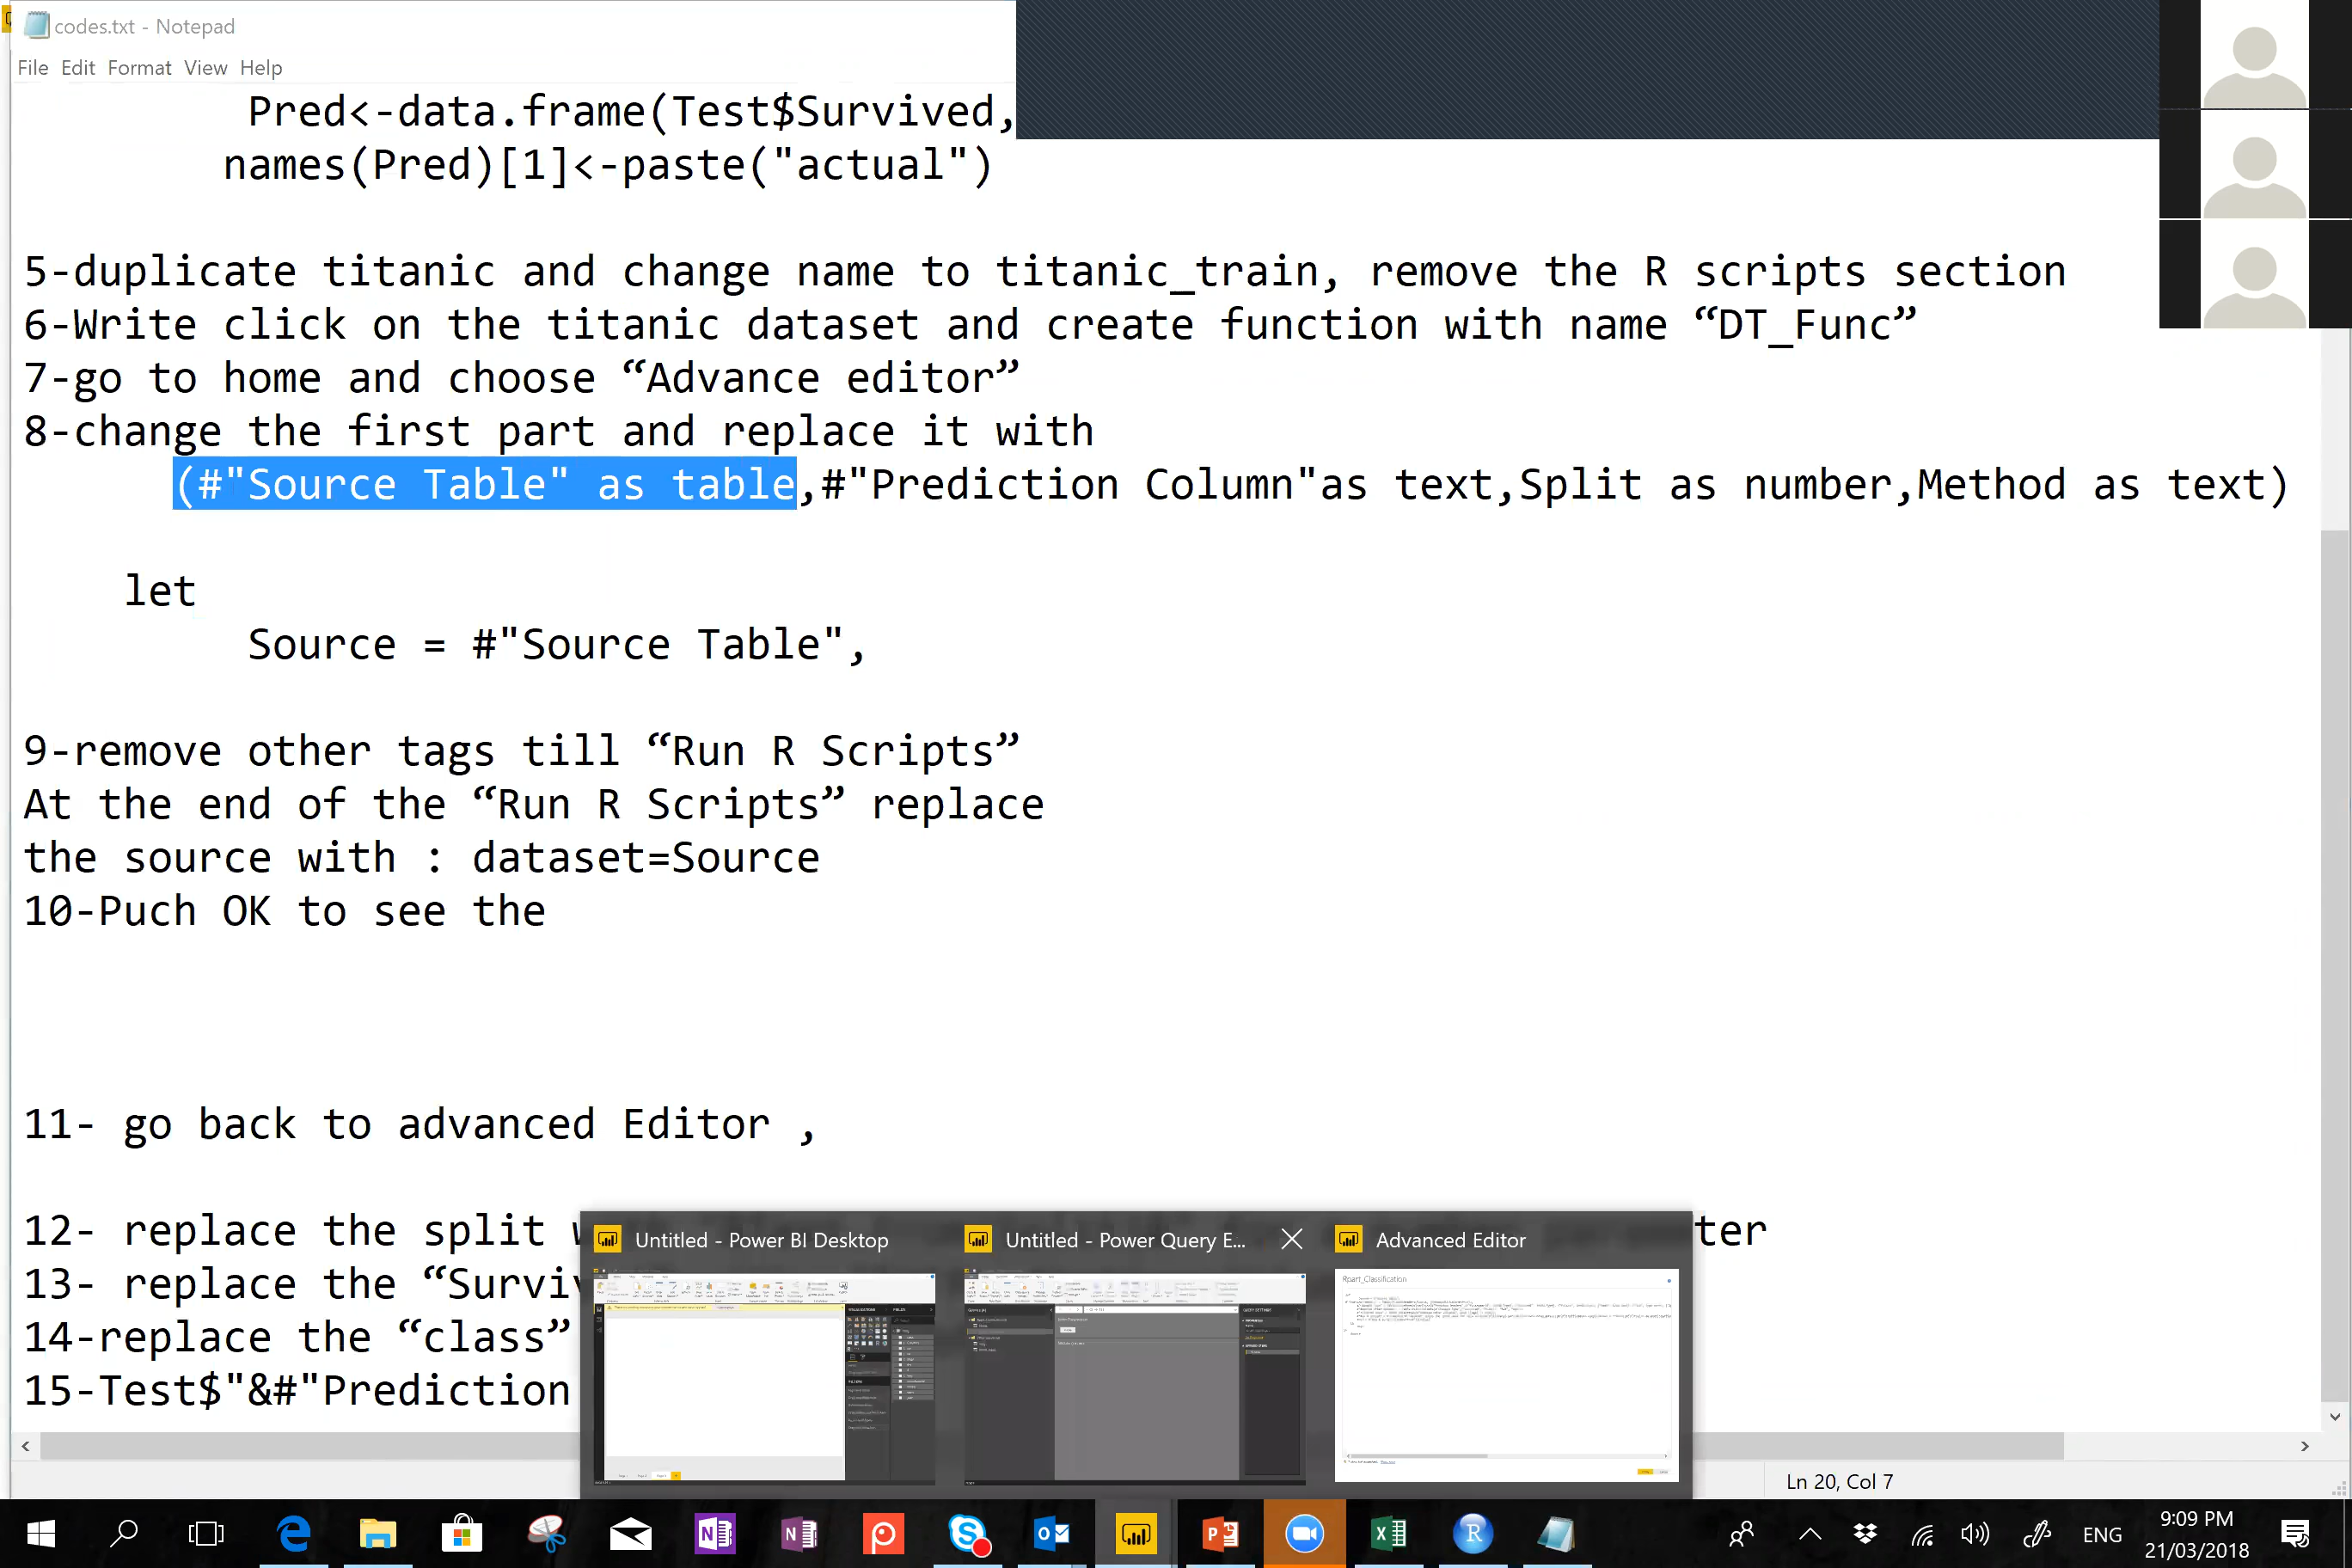 codes.txt - Notepad
File Edit Format View Help
Pred<-data.frame(Test$Survived,
names(Pred)[1]<-paste("actual")
5-duplicate titanic and change name to titanic_train, remove the R scripts section
6-Write click on the titanic dataset and create function with name “DT_Func”
7-go to home and choose “Advance editor”
8-change the first part and replace it with
(#"Source Table" as table,#"Prediction Column"as text,Split as number,Method as text)
let
Source = #"Source Table",
9-remove other tags till “Run R Scripts”
At the end of the “Run R Scripts” replace
the source with : dataset=Source
10-Puch OK to see the
11- go back to advanced Editor ,
12- replace the split
ter
13- replace the “Surviv
14-replace the “class”
15-Test$"&#"Prediction
Untitled - Power BI Desktop
Untitled - Power Query E...
Advanced Editor
Rpart_Classification
Ln 20, Col 7
ENG
9:09 PM
21/03/2018